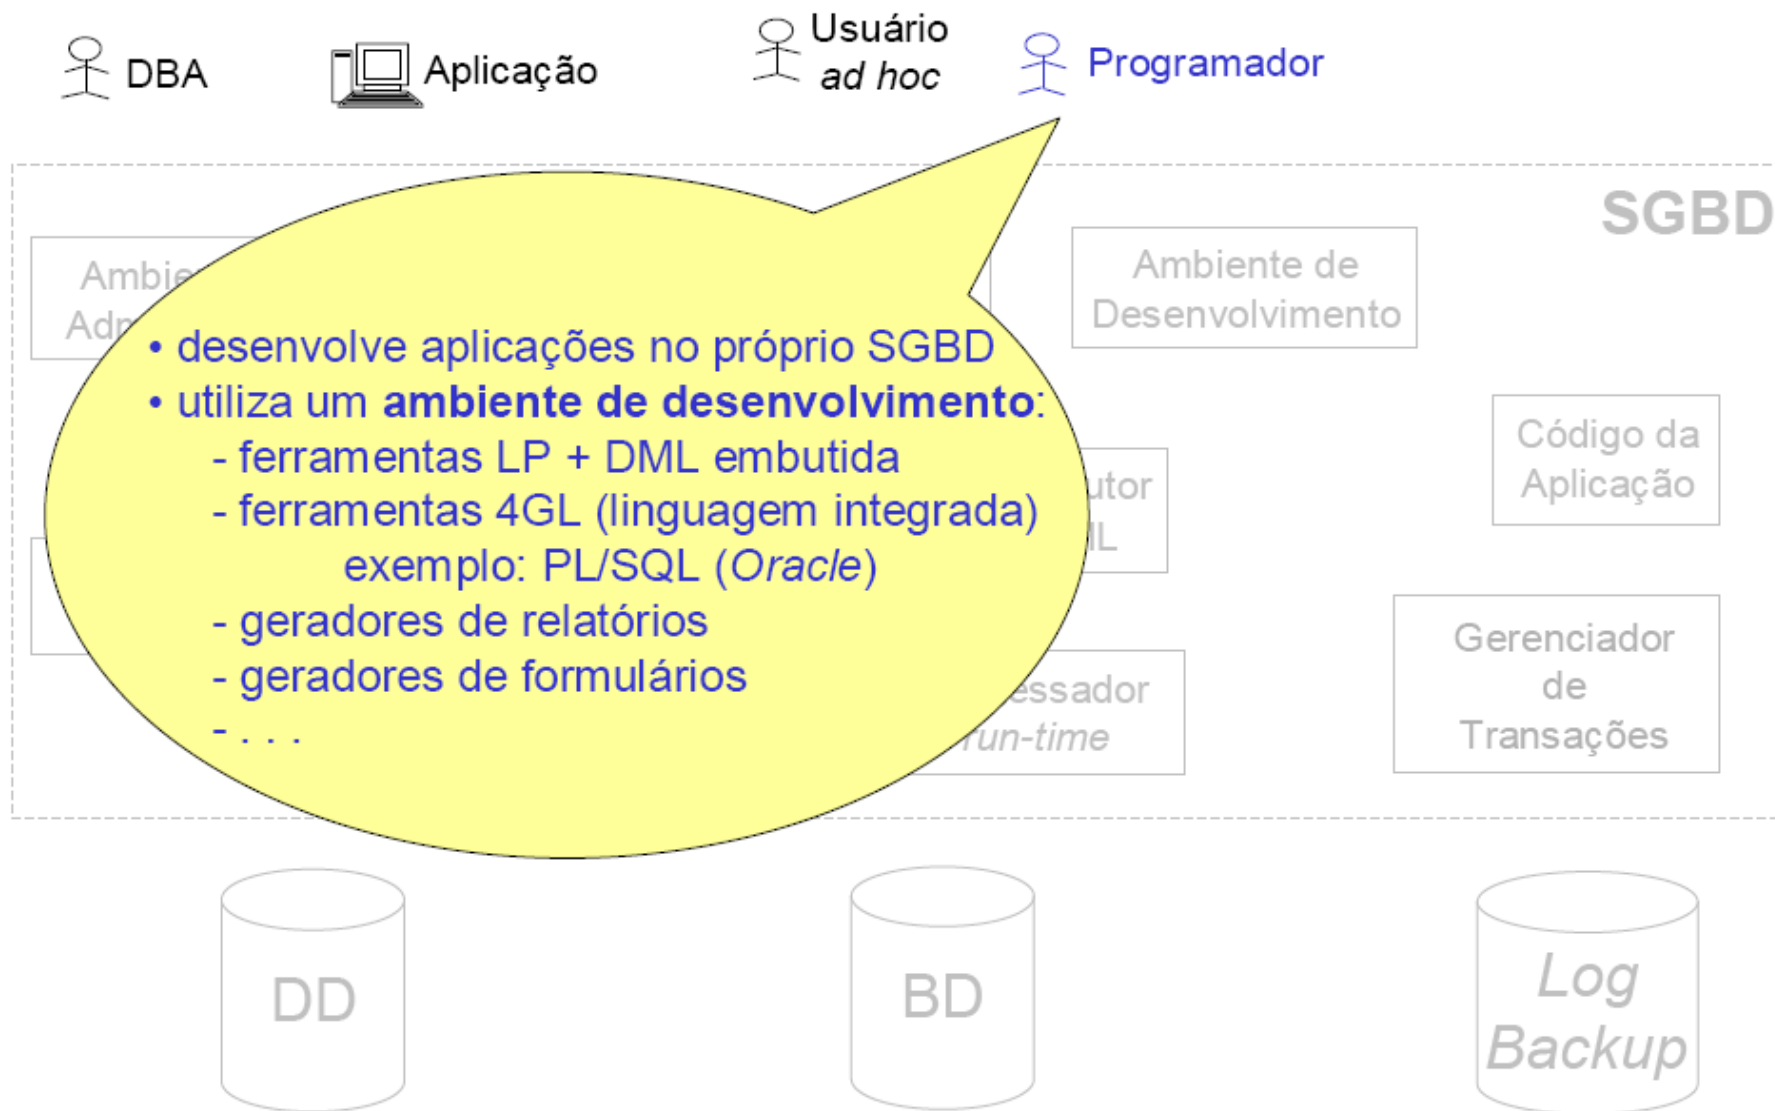 DBA
Aplicação
Usuário
ad hoc
Programador
SGBD
Ambiente de
Desenvolvimento
• desenvolve aplicações no próprio SGBD
• utiliza um ambiente de desenvolvimento:
- ferramentas LP + DML embutida
- ferramentas 4GL (linguagem integrada)
exemplo: PL/SQL (Oracle)
- geradores de relatórios
- geradores de formulários
- . . .
Código da
Aplicação
run-time
Gerenciador
de
Transações
DD
BD
Log
Backup